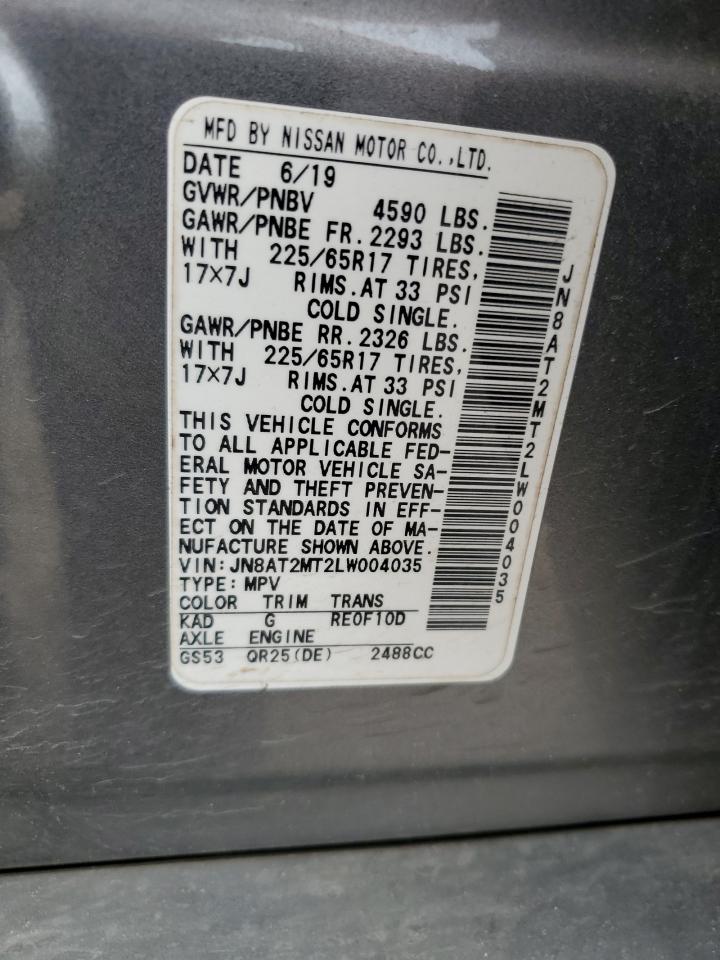 MFD BY NISSAN MOTOR CO.,LTD.
DATE 6/19
GVWR/PNBV 4590 LBS.
GAWR/PNBE FR. 2293 LBS.
WITH 225/65R17 TIRES,
17×7J RIMS.AT 33 PSI
COLD SINGLE.
GAWR/PNBE RR. 2326 LBS.
WITH 225/65R17 TIRES,
17×7J RIMS.AT 33 PSI
COLD SINGLE.
THIS VEHICLE CONFORMS
TO ALL APPLICABLE FED-
ERAL MOTOR VEHICLE SA-
FETY AND THEFT PREVEN-
TION STANDARDS IN EFF-
ECT ON THE DATE OF MA-
NUFACTURE SHOWN ABOVE.
VIN:JN8AT2MT2LW004035
TYPE:MPV
COLOR TRIM TRANS
KAD G RE0F10D
AXLE ENGINE
GS53 QR25(DE) 2488CC
JN8AT2MT2LW004035